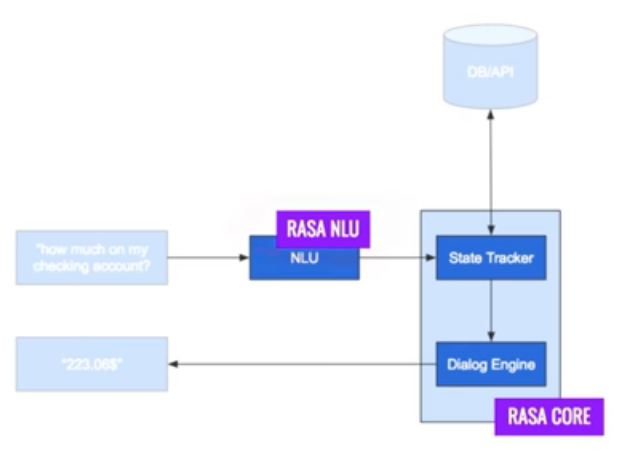 DB/API
RASA NLU
"how much on my
checking account?
NLU
State Tracker
"223.06$"
Dialog Engine
RASA CORE